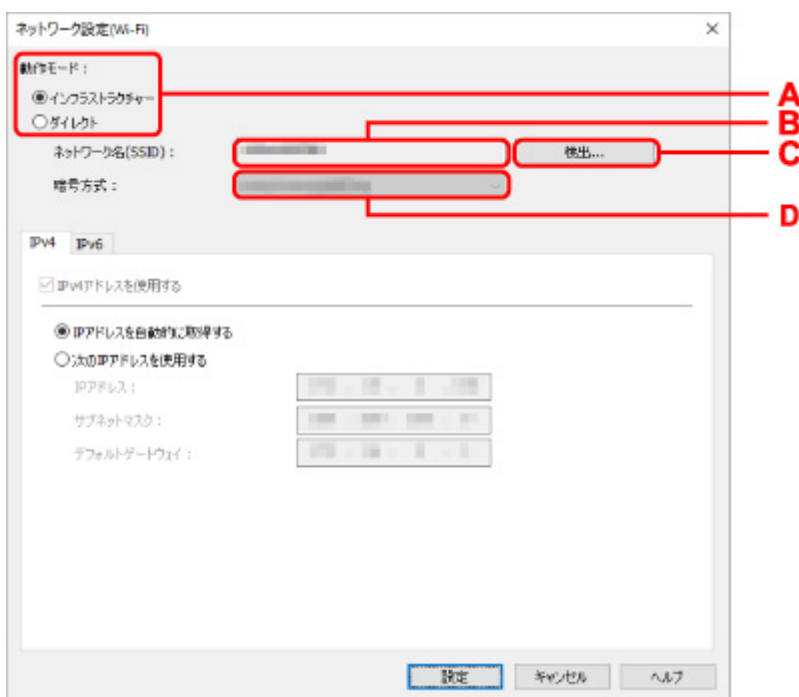 ネットワーク設定(Wi-Fi)
動作モード：
インフラストラクチャー
A
ダイレクト
B
ネットワーク名(SSID)：
検出...
C
暗号方式：
D
IPv4 IPv6
IPv4アドレスを使用する
IPアドレスを自動的に取得する
次のIPアドレスを使用する
IPアドレス：
サブネットマスク：
デフォルトゲートウェイ：
設定 キャンセル ヘルプ